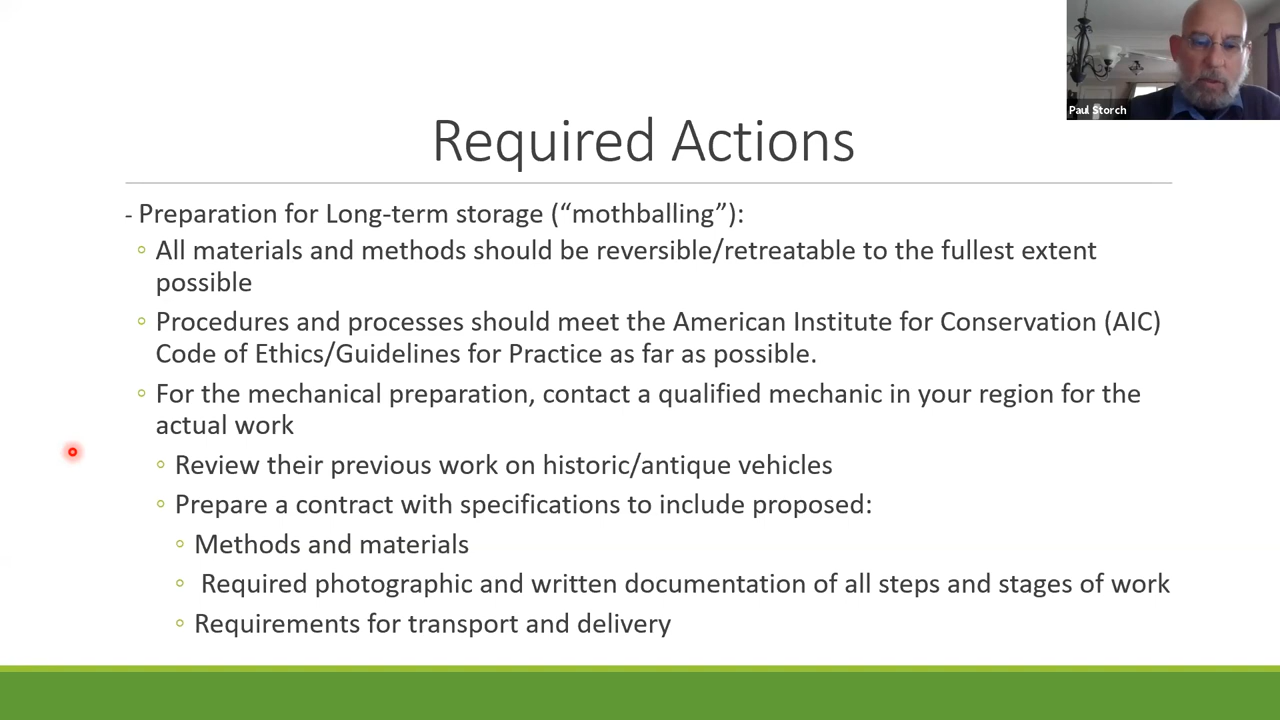 Paul Storch
Required Actions
- Preparation for Long-term storage (“mothballing”):
◦ All materials and methods should be reversible/retreatable to the fullest extent
possible
◦ Procedures and processes should meet the American Institute for Conservation (AIC)
Code of Ethics/Guidelines for Practice as far as possible.
◦ For the mechanical preparation, contact a qualified mechanic in your region for the
actual work
◦ Review their previous work on historic/antique vehicles
◦ Prepare a contract with specifications to include proposed:
◦ Methods and materials
◦ Required photographic and written documentation of all steps and stages of work
◦ Requirements for transport and delivery